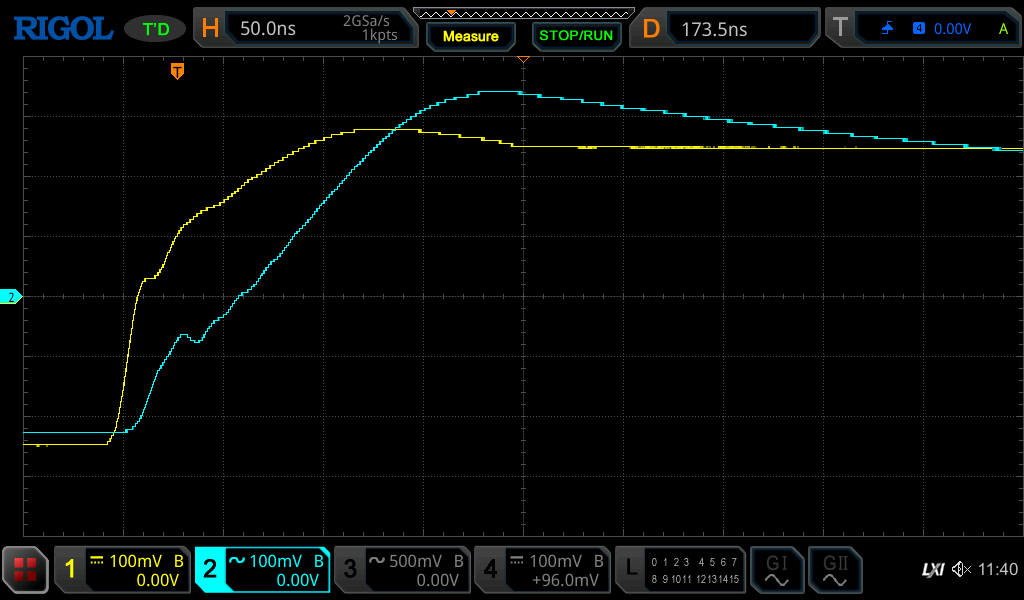 RIGOL T'D H 50.0ns 2GSa/s 1kpts Measure STOP/RUN D 173.5ns T 4 0.00V A
T
2
1 100mV B 0.00V
2 100mV B 0.00V
3 500mV B 0.00V
4 100mV B +96.0mV
L 0 1 2 3 4 5 6 7
8 9 10 11 12 13 14 15
GI
GII
LXI
11:40